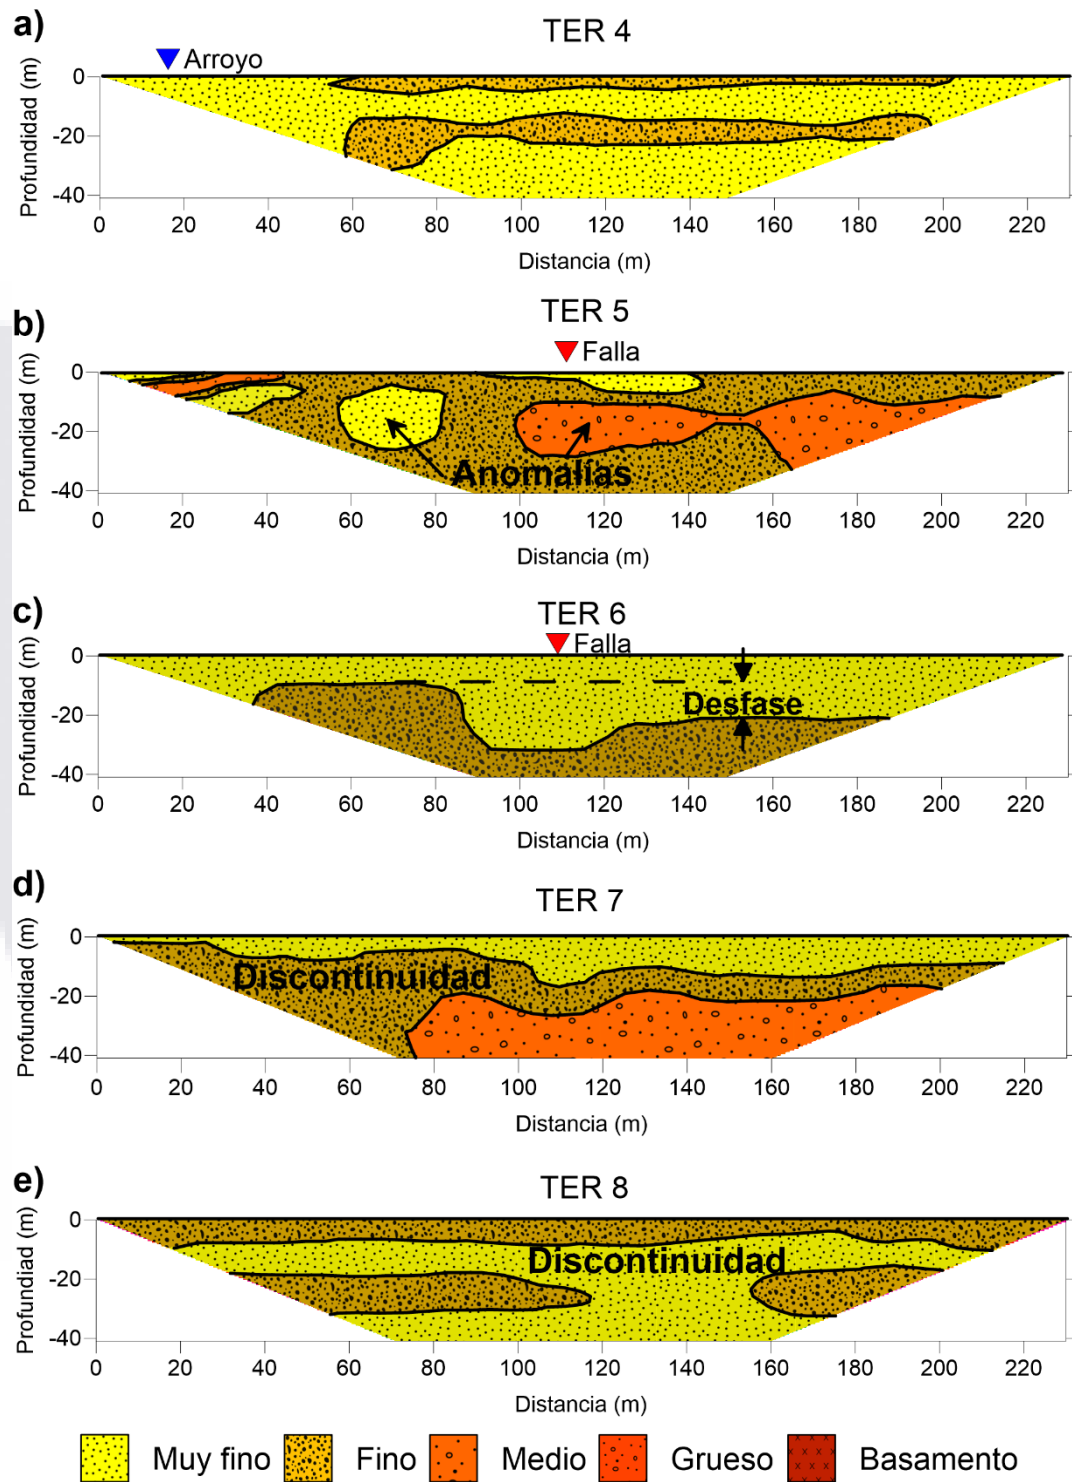 a)
TER 4
Arroyo
Profundidad (m)
0
-20
-40
0 20 40 60 80 100 120 140 160 180 200 220
Distancia (m)
b)
TER 5
Falla
Profundidad (m)
0
-20
-40
Anomalías
0 20 40 60 80 100 120 140 160 180 200 220
Distancia (m)
c)
TER 6
Falla
Profundidad (m)
0
-20
-40
Desfase
0 20 40 60 80 100 120 140 160 180 200 220
Distancia (m)
d)
TER 7
Profundidad (m)
0
-20
-40
Discontinuidad
0 20 40 60 80 100 120 140 160 180 200 220
Distancia (m)
e)
TER 8
Profundiad (m)
0
-20
-40
Discontinuidad
0 20 40 60 80 100 120 140 160 180 200 220
Distancia (m)
Muy fino Fino Medio Grueso Basamento